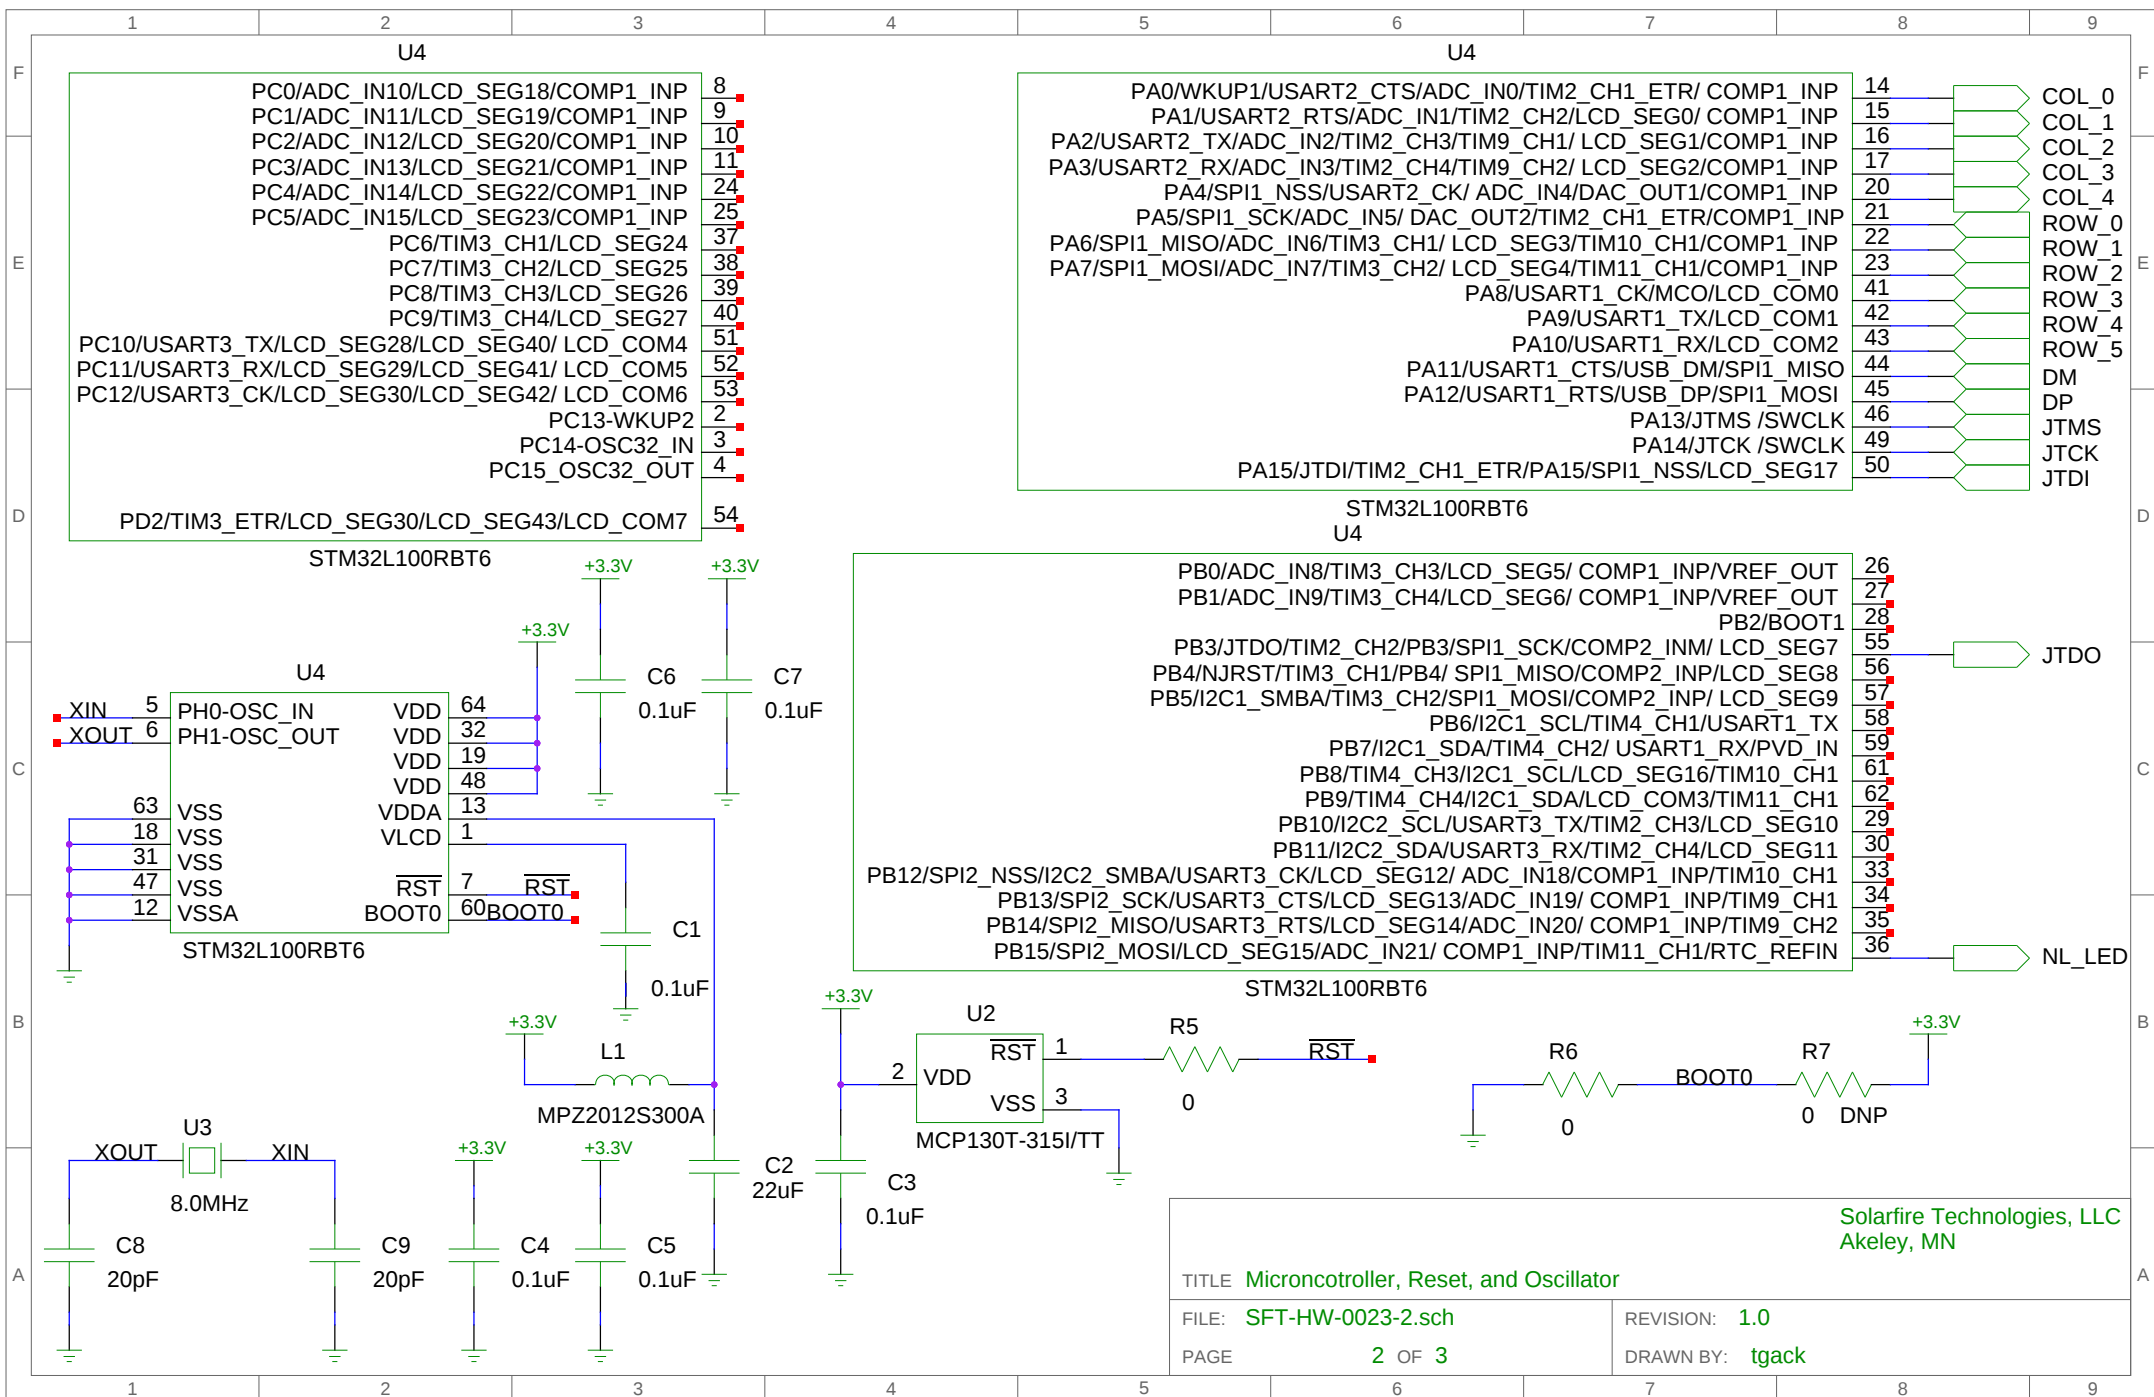 1 2 3 4 5 6 7 8 9
F F
E E
D D
C C
B B
A A
U4
PC0/ADC_IN10/LCD_SEG18/COMP1_INP 8
PC1/ADC_IN11/LCD_SEG19/COMP1_INP 9
PC2/ADC_IN12/LCD_SEG20/COMP1_INP 10
PC3/ADC_IN13/LCD_SEG21/COMP1_INP 11
PC4/ADC_IN14/LCD_SEG22/COMP1_INP 24
PC5/ADC_IN15/LCD_SEG23/COMP1_INP 25
PC6/TIM3_CH1/LCD_SEG24 37
PC7/TIM3_CH2/LCD_SEG25 38
PC8/TIM3_CH3/LCD_SEG26 39
PC9/TIM3_CH4/LCD_SEG27 40
PC10/USART3_TX/LCD_SEG28/LCD_SEG40/ LCD_COM4 51
PC11/USART3_RX/LCD_SEG29/LCD_SEG41/ LCD_COM5 52
PC12/USART3_CK/LCD_SEG30/LCD_SEG42/ LCD_COM6 53
PC13-WKUP2 2
PC14-OSC32_IN 3
PC15_OSC32_OUT 4
PD2/TIM3_ETR/LCD_SEG30/LCD_SEG43/LCD_COM7 54
STM32L100RBT6
U4
PA0/WKUP1/USART2_CTS/ADC_IN0/TIM2_CH1_ETR/ COMP1_INP 14 COL_0
PA1/USART2_RTS/ADC_IN1/TIM2_CH2/LCD_SEG0/ COMP1_INP 15 COL_1
PA2/USART2_TX/ADC_IN2/TIM2_CH3/TIM9_CH1/ LCD_SEG1/COMP1_INP 16 COL_2
PA3/USART2_RX/ADC_IN3/TIM2_CH4/TIM9_CH2/ LCD_SEG2/COMP1_INP 17 COL_3
PA4/SPI1_NSS/USART2_CK/ ADC_IN4/DAC_OUT1/COMP1_INP 20 COL_4
PA5/SPI1_SCK/ADC_IN5/ DAC_OUT2/TIM2_CH1_ETR/COMP1_INP 21 ROW_0
PA6/SPI1_MISO/ADC_IN6/TIM3_CH1/ LCD_SEG3/TIM10_CH1/COMP1_INP 22 ROW_1
PA7/SPI1_MOSI/ADC_IN7/TIM3_CH2/ LCD_SEG4/TIM11_CH1/COMP1_INP 23 ROW_2
PA8/USART1_CK/MCO/LCD_COM0 41 ROW_3
PA9/USART1_TX/LCD_COM1 42 ROW_4
PA10/USART1_RX/LCD_COM2 43 ROW_5
PA11/USART1_CTS/USB_DM/SPI1_MISO 44 DM
PA12/USART1_RTS/USB_DP/SPI1_MOSI 45 DP
PA13/JTMS /SWCLK 46 JTMS
PA14/JTCK /SWCLK 49 JTCK
PA15/JTDI/TIM2_CH1_ETR/PA15/SPI1_NSS/LCD_SEG17 50 JTDI
STM32L100RBT6
U4
PB0/ADC_IN8/TIM3_CH3/LCD_SEG5/ COMP1_INP/VREF_OUT 26
PB1/ADC_IN9/TIM3_CH4/LCD_SEG6/ COMP1_INP/VREF_OUT 27
PB2/BOOT1 28
PB3/JTDO/TIM2_CH2/PB3/SPI1_SCK/COMP2_INM/ LCD_SEG7 55 JTDO
PB4/NJRST/TIM3_CH1/PB4/ SPI1_MISO/COMP2_INP/LCD_SEG8 56
PB5/I2C1_SMBA/TIM3_CH2/SPI1_MOSI/COMP2_INP/ LCD_SEG9 57
PB6/I2C1_SCL/TIM4_CH1/USART1_TX 58
PB7/I2C1_SDA/TIM4_CH2/ USART1_RX/PVD_IN 59
PB8/TIM4_CH3/I2C1_SCL/LCD_SEG16/TIM10_CH1 61
PB9/TIM4_CH4/I2C1_SDA/LCD_COM3/TIM11_CH1 62
PB10/I2C2_SCL/USART3_TX/TIM2_CH3/LCD_SEG10 29
PB11/I2C2_SDA/USART3_RX/TIM2_CH4/LCD_SEG11 30
PB12/SPI2_NSS/I2C2_SMBA/USART3_CK/LCD_SEG12/ ADC_IN18/COMP1_INP/TIM10_CH1 33
PB13/SPI2_SCK/USART3_CTS/LCD_SEG13/ADC_IN19/ COMP1_INP/TIM9_CH1 34
PB14/SPI2_MISO/USART3_RTS/LCD_SEG14/ADC_IN20/ COMP1_INP/TIM9_CH2 35
PB15/SPI2_MOSI/LCD_SEG15/ADC_IN21/ COMP1_INP/TIM11_CH1/RTC_REFIN 36 NL_LED
STM32L100RBT6
+3.3V +3.3V
+3.3V
C6 C7
0.1uF 0.1uF
U4
XIN 5 PH0-OSC_IN VDD 64
XOUT 6 PH1-OSC_OUT VDD 32
VDD 19
VDD 48
63 VSS VDDA 13
18 VSS VLCD 1
31 VSS
47 VSS RST 7 RST
12 VSSA BOOT0 60 BOOT0
STM32L100RBT6
C1
0.1uF
+3.3V
L1
MPZ2012S300A
+3.3V
U2
2 VDD RST 1
VSS 3
MCP130T-315I/TT
R5
0
RST
R6
0
BOOT0
R7
0 DNP
+3.3V
XOUT U3 XIN
8.0MHz
C8
20pF
C9
20pF
+3.3V
C4
0.1uF
+3.3V
C5
0.1uF
C2
22uF
C3
0.1uF
Solarfire Technologies, LLC
Akeley, MN
TITLE Microncotroller, Reset, and Oscillator
FILE: SFT-HW-0023-2.sch REVISION: 1.0
PAGE 2 OF 3 DRAWN BY: tgack
1 2 3 4 5 6 7 8 9